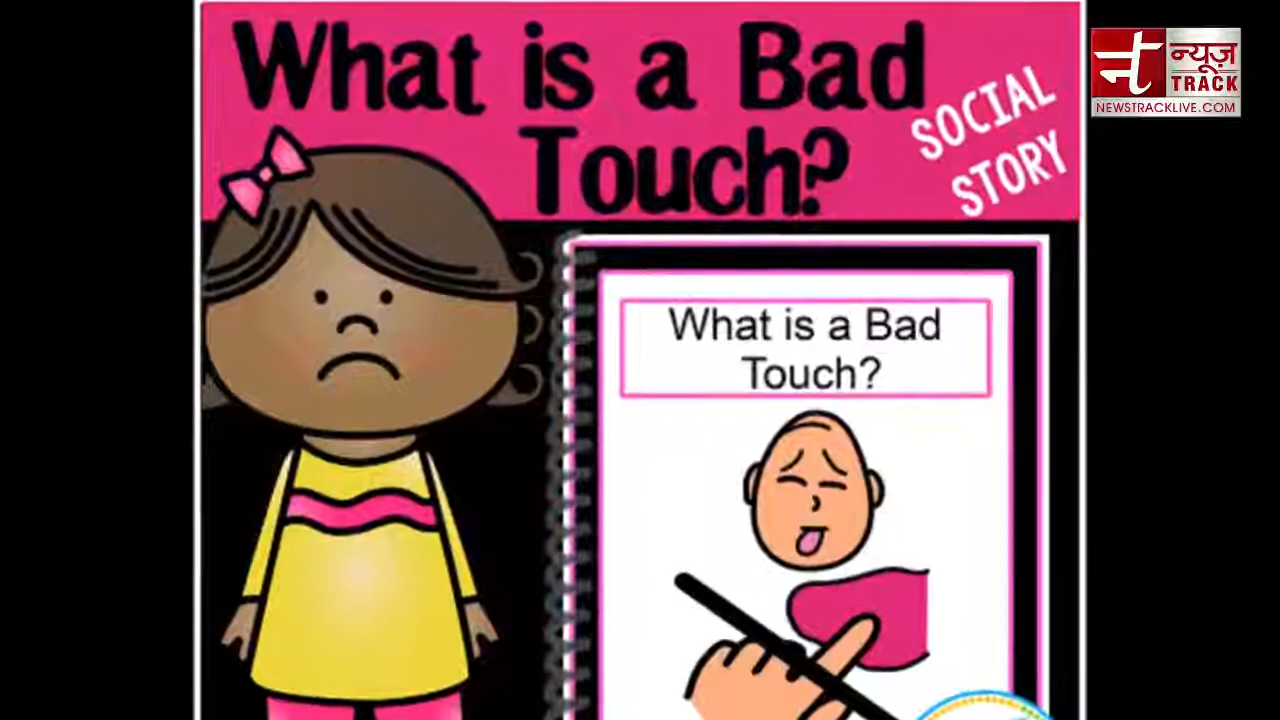 What is a Bad
Touch?
SOCIAL
STORY
न्यूज़
TRACK
NEWSTRACKLIVE.COM
What is a Bad
Touch?